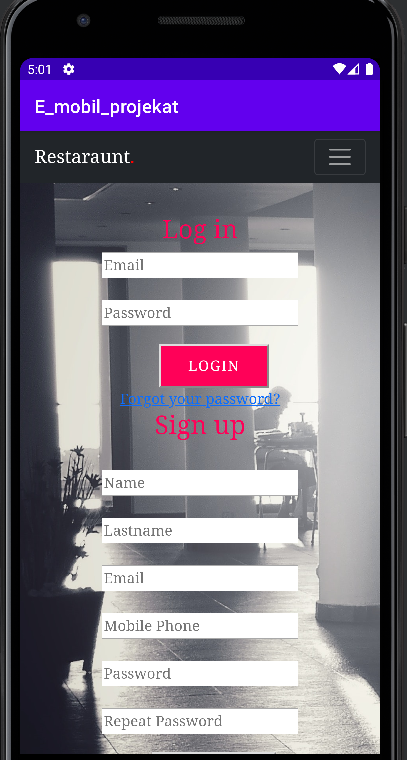 5:01
E_mobil_projekat
Restaraunt.
Log in
Email
Password
LOGIN
Forgot your password?
Sign up
Name
Lastname
Email
Mobile Phone
Password
Repeat Password